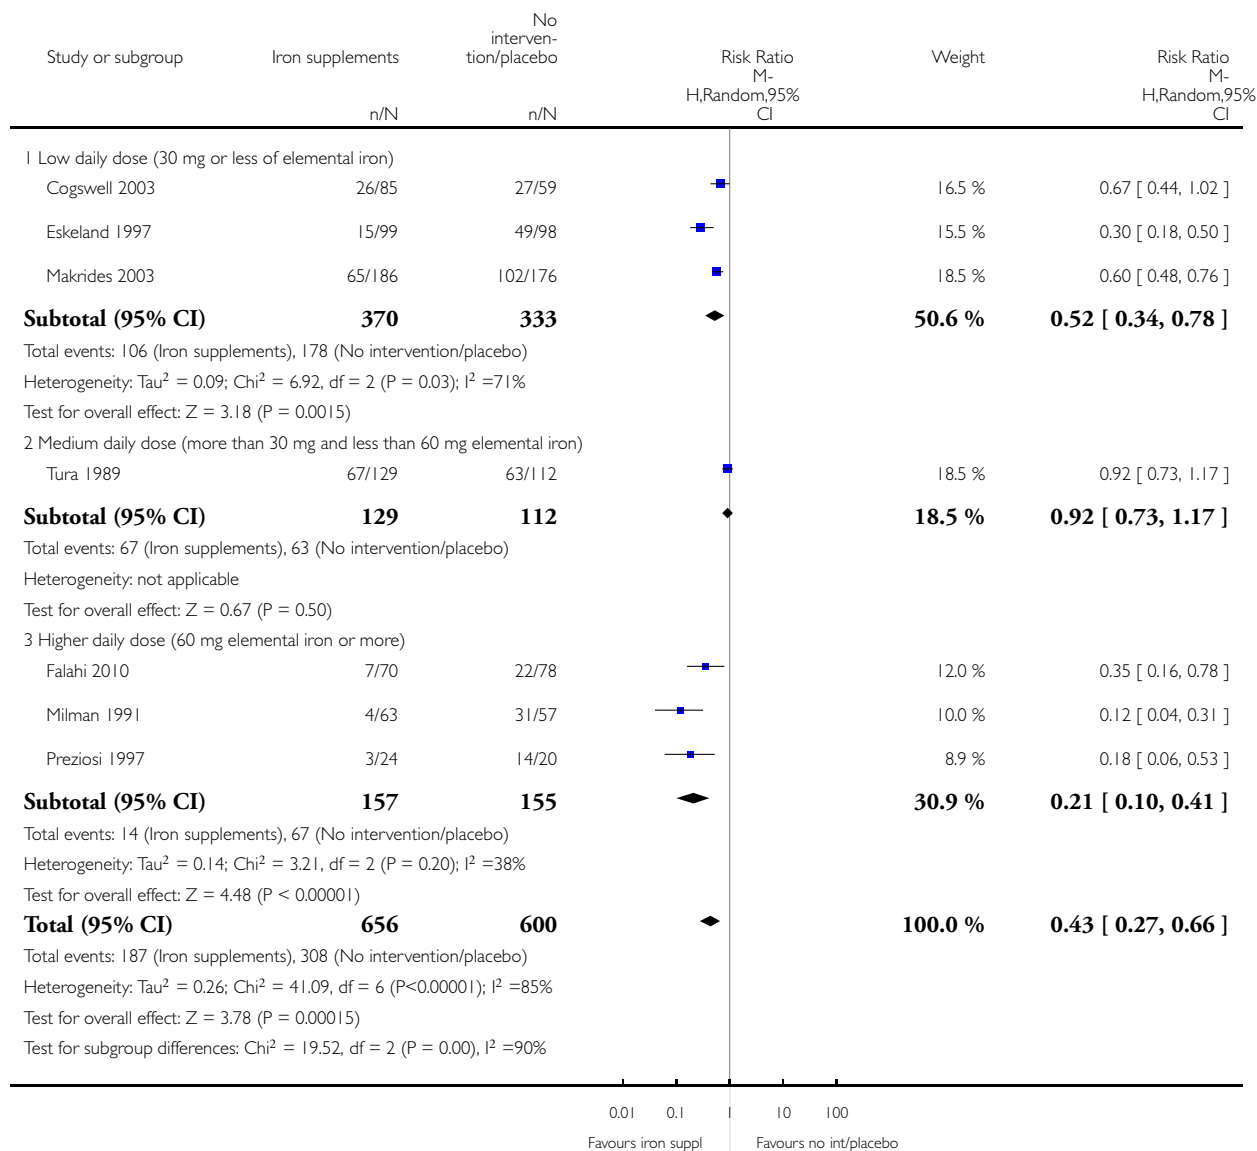 No
interven-
Study or subgroup Iron supplements tion/placebo Risk Ratio Weight Risk Ratio
M- M-
H,Random,95% H,Random,95%
n/N n/N CI CI
1 Low daily dose (30 mg or less of elemental iron)
Cogswell 2003 26/85 27/59 16.5 % 0.67 [ 0.44, 1.02 ]
Eskeland 1997 15/99 49/98 15.5 % 0.30 [ 0.18, 0.50 ]
Makrides 2003 65/186 102/176 18.5 % 0.60 [ 0.48, 0.76 ]
Subtotal (95% CI) 370 333 50.6 % 0.52 [ 0.34, 0.78 ]
Total events: 106 (Iron supplements), 178 (No intervention/placebo)
Heterogeneity: Tau² = 0.09; Chi² = 6.92, df = 2 (P = 0.03); I² =71%
Test for overall effect: Z = 3.18 (P = 0.0015)
2 Medium daily dose (more than 30 mg and less than 60 mg elemental iron)
Tura 1989 67/129 63/112 18.5 % 0.92 [ 0.73, 1.17 ]
Subtotal (95% CI) 129 112 18.5 % 0.92 [ 0.73, 1.17 ]
Total events: 67 (Iron supplements), 63 (No intervention/placebo)
Heterogeneity: not applicable
Test for overall effect: Z = 0.67 (P = 0.50)
3 Higher daily dose (60 mg elemental iron or more)
Falahi 2010 7/70 22/78 12.0 % 0.35 [ 0.16, 0.78 ]
Milman 1991 4/63 31/57 10.0 % 0.12 [ 0.04, 0.31 ]
Preziosi 1997 3/24 14/20 8.9 % 0.18 [ 0.06, 0.53 ]
Subtotal (95% CI) 157 155 30.9 % 0.21 [ 0.10, 0.41 ]
Total events: 14 (Iron supplements), 67 (No intervention/placebo)
Heterogeneity: Tau² = 0.14; Chi² = 3.21, df = 2 (P = 0.20); I² =38%
Test for overall effect: Z = 4.48 (P < 0.00001)
Total (95% CI) 656 600 100.0 % 0.43 [ 0.27, 0.66 ]
Total events: 187 (Iron supplements), 308 (No intervention/placebo)
Heterogeneity: Tau² = 0.26; Chi² = 41.09, df = 6 (P<0.00001); I² =85%
Test for overall effect: Z = 3.78 (P = 0.00015)
Test for subgroup differences: Chi² = 19.52, df = 2 (P = 0.00), I² =90%
0.01 0.1 1 10 100
Favours iron suppl Favours no int/placebo